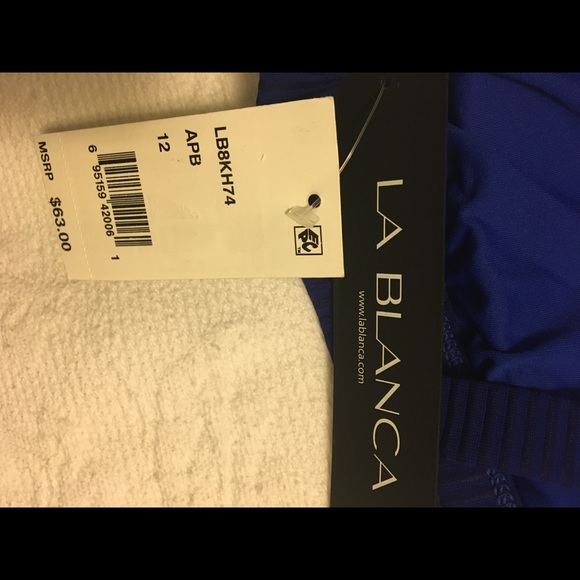 LB8KH74
APB
12
6 95159 42006 1
MSRP $63.00
LA BLANCA
www.lablanca.com